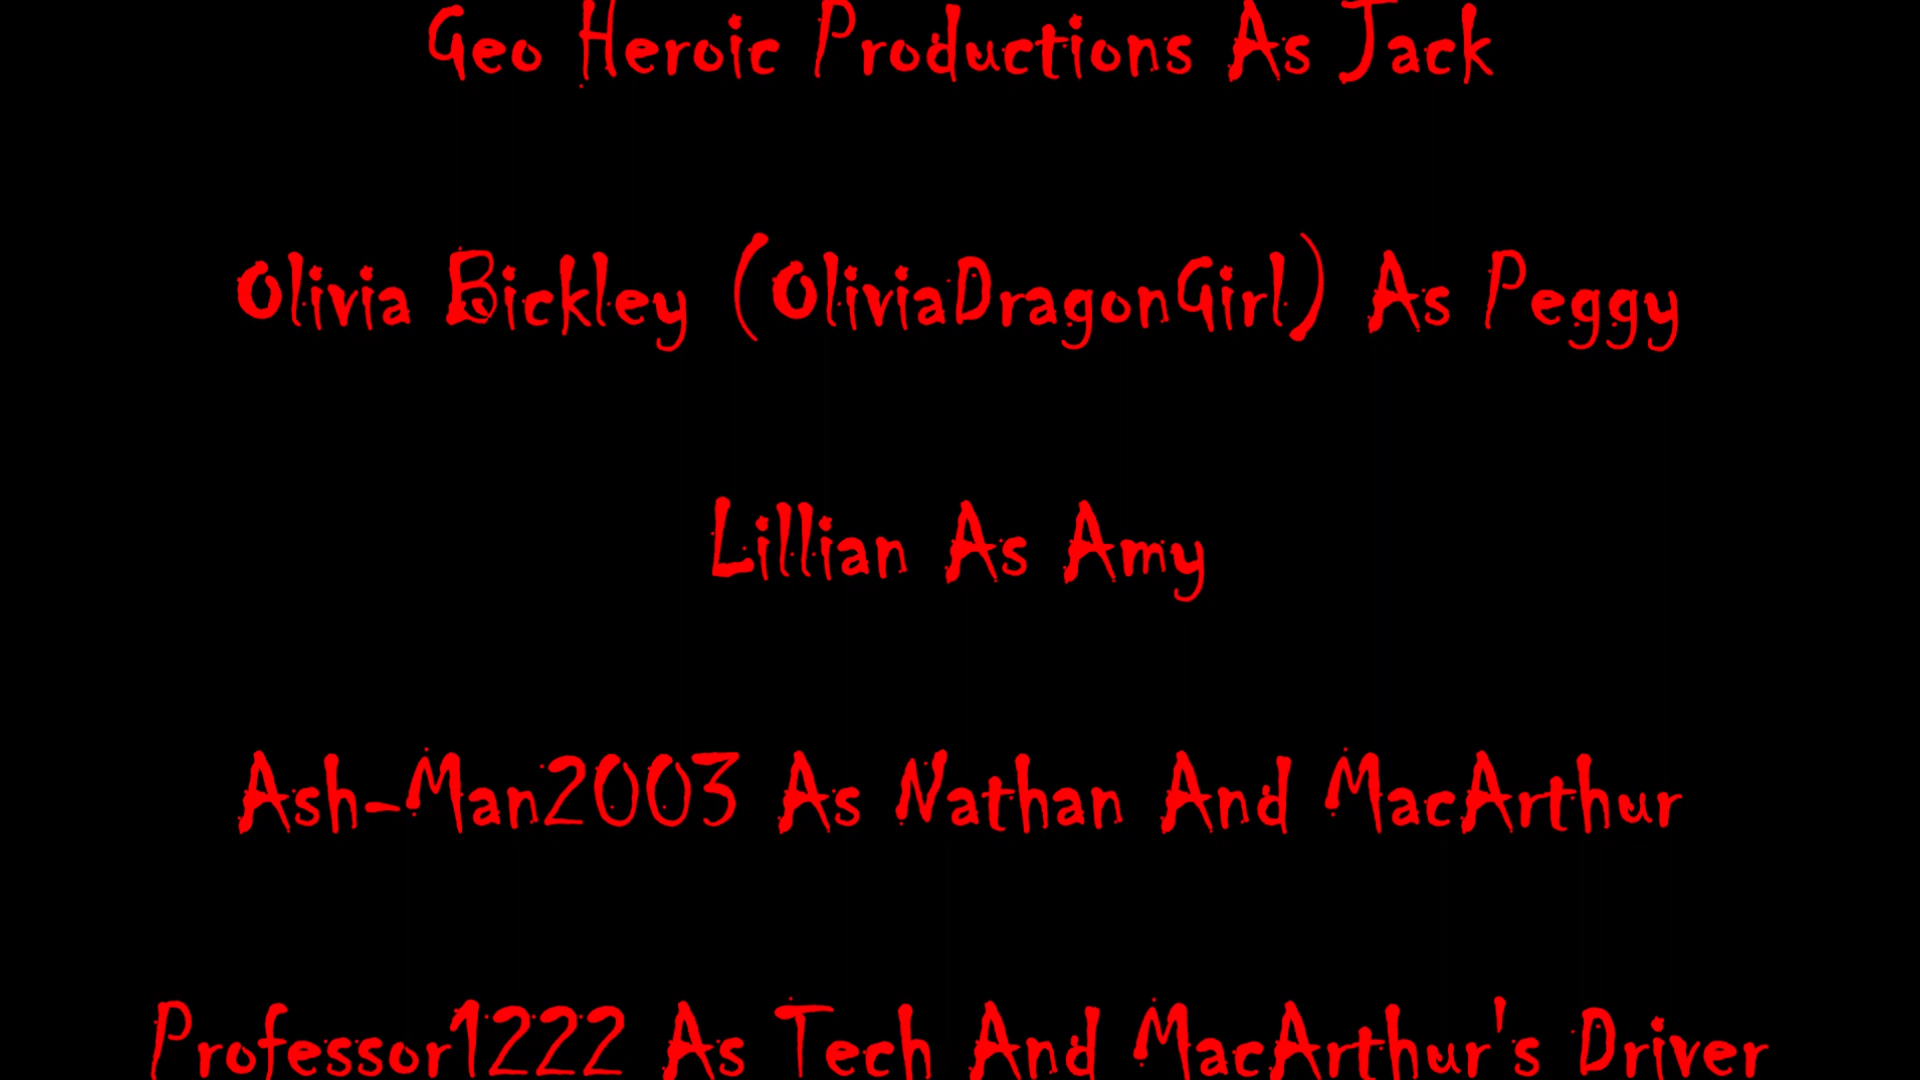 Geo Heroic Productions As Jack
Olivia Bickley (OliviaDragonGirl) As Peggy
Lillian As Amy
Ash-Man2003 As Nathan And MacArthur
Professor1222 As Tech And MacArthur's Driver